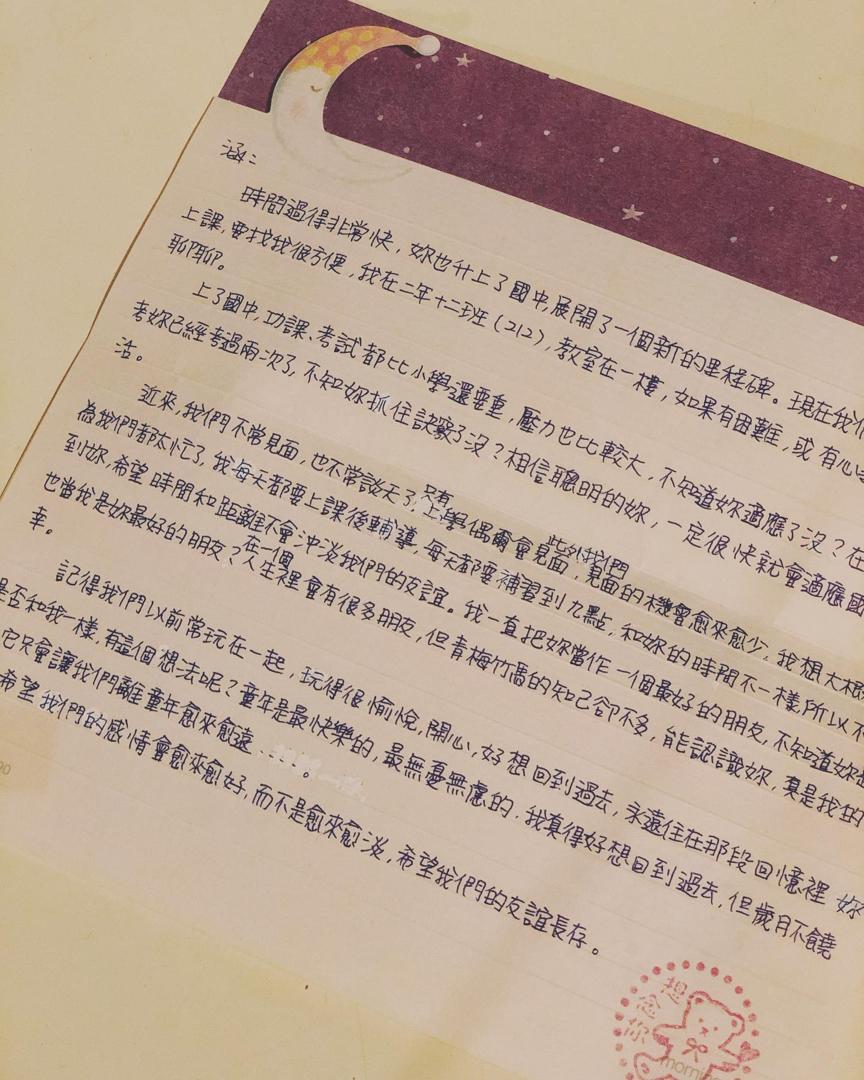 涵：
時間過得非常快，妳也升上了國中,展開了一個新的里程碑。現在我們
上課,要找我很方便，我在二年十二班(212),教室在一樓，如果有困難,或有心
聊聊。
上了國中,功課、考試都比小學還要重，壓力也比較大,不知道妳適應了沒？在
考妳已經考過兩次了,不知妳抓住訣竅了沒？相信聰明的妳，一定很快就會適應國
活。
近來,我們不常見面,也不常談天了,只有上學偶爾會見面，此外我們見面的機會愈來愈少,我想大概
為我們都太忙了,我每天都要上課後輔導,每天都要補習到九點,和妳的時間不一樣所以不
到妳,希望時間和距離不會沖淡我們的友誼。我一直把妳當作一個最好的朋友,不知道妳是
也當我是妳最好的朋友？在一個人生裡會有很多朋友,但青梅竹馬的知己卻不多,能認識妳,真是我的
幸。
記得我們以前常玩在一起，玩得很愉悅,開心,好想回到過去,永遠住在那段回憶裡 妳
是否和我一樣,有這個想法呢？童年是最快樂的,最無憂無慮的.我真得好想回到過去,但歲月不饒
它只會讓我們離童年愈來愈遠
希望我們的感情會愈來愈好,而不是愈來愈淡,希望我們的友誼長存。
想念你